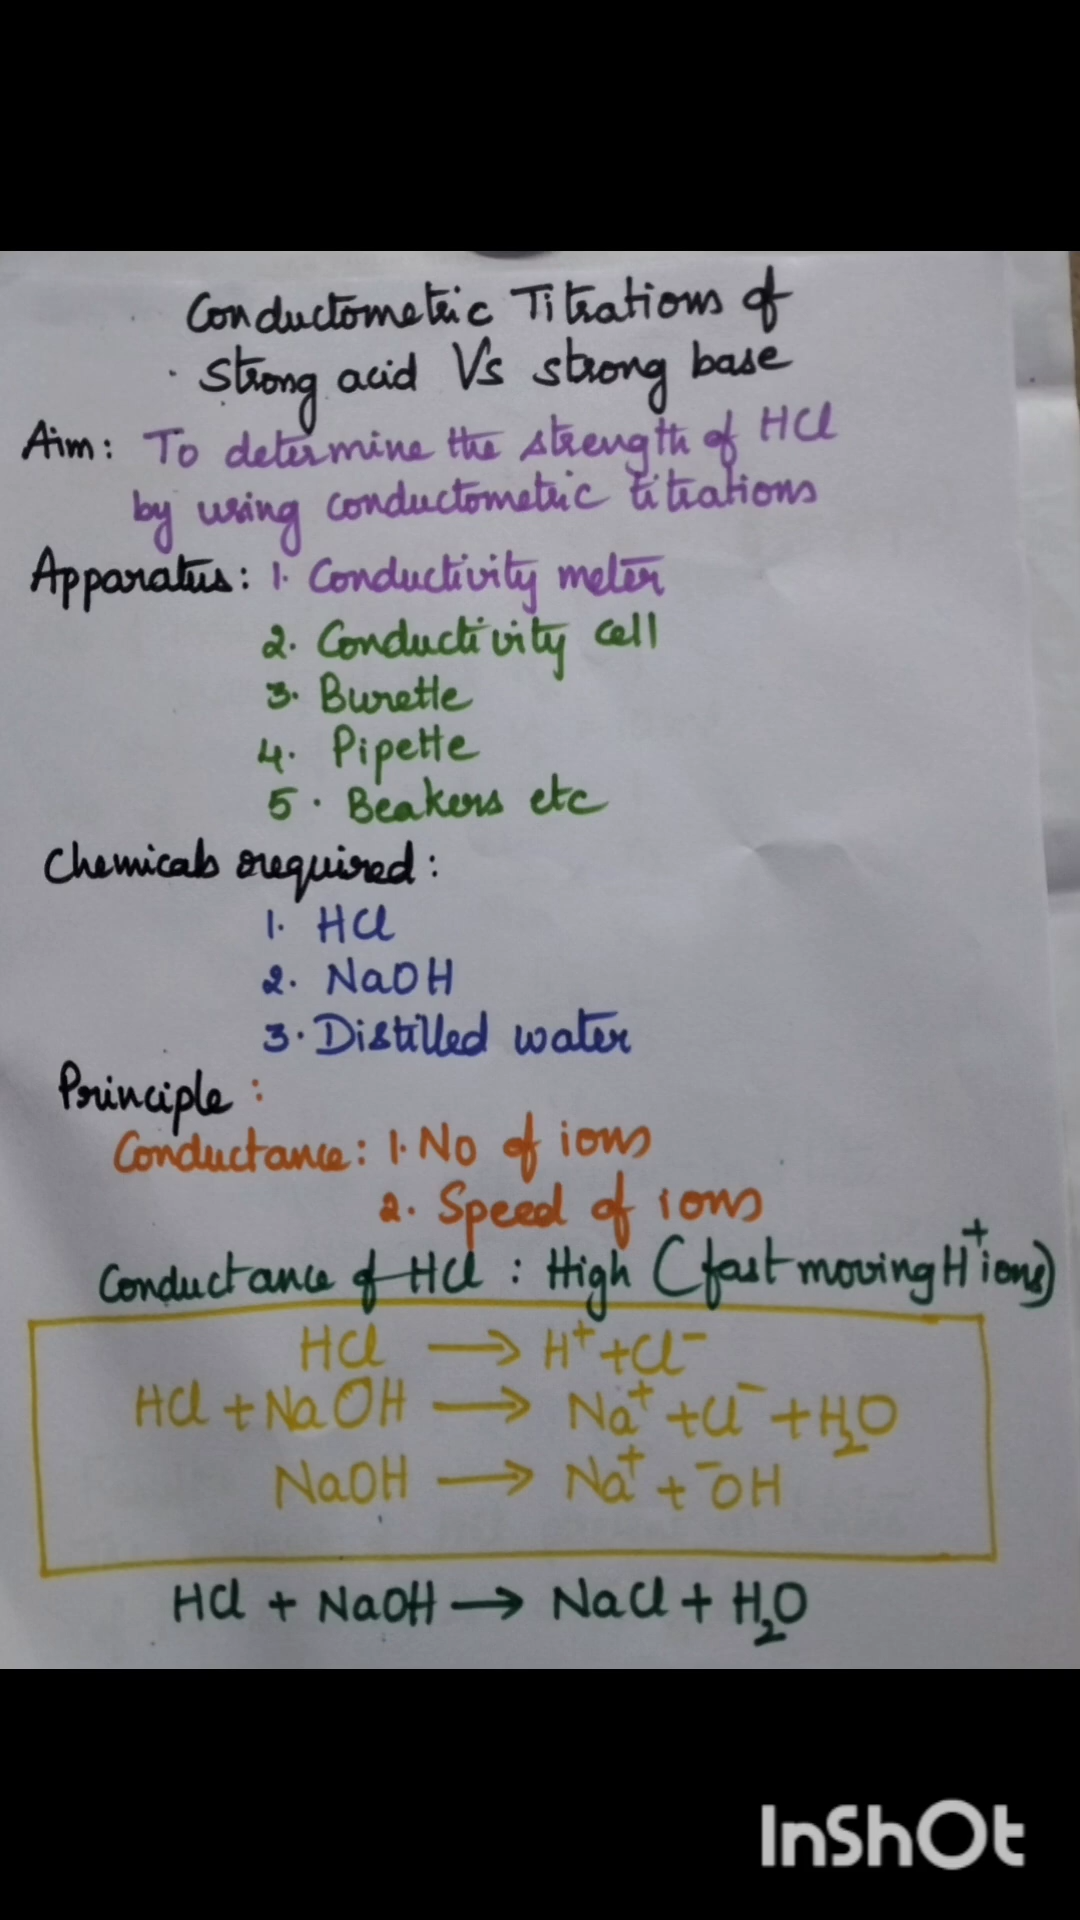 Conductometric Titrations of
Strong acid Vs strong base
Aim: To determine the strength of HCl
by using conductometric titrations
Apparatus: 1. Conductivity meter
2. Conductivity cell
3. Burette
4. Pipette
5. Beakers etc
Chemicals required:
1. HCl
2. NaOH
3. Distilled water
Principle:
Conductance: 1. No of ions
2. Speed of ions
Conductance of HCl : High (fast moving H⁺ ions)
HCl ⟶ H⁺ + Cl⁻
HCl + NaOH ⟶ Na⁺ + Cl⁻ + H₂O
NaOH ⟶ Na⁺ + ⁻OH
HCl + NaOH ⟶ NaCl + H₂O
InShOt